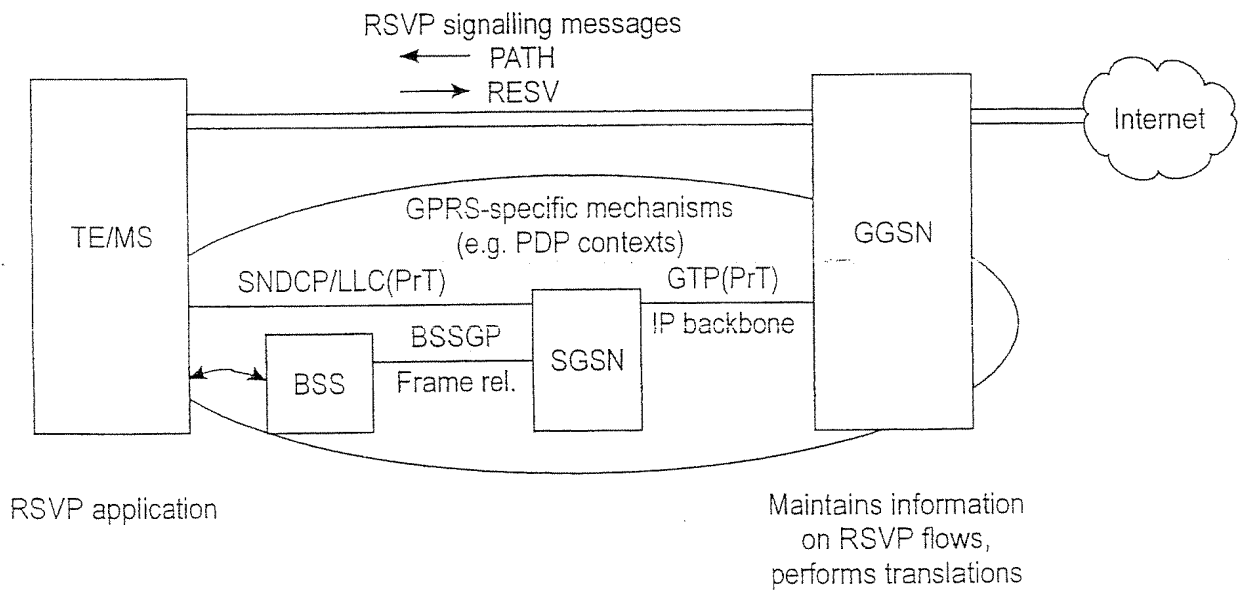 RSVP signalling messages
PATH
RESV
Internet
TE/MS
GPRS-specific mechanisms
(e.g. PDP contexts)
GGSN
SNDCP/LLC(PrT)
GTP(PrT)
IP backbone
BSSGP
SGSN
BSS
Frame rel.
RSVP application
Maintains information
on RSVP flows,
performs translations